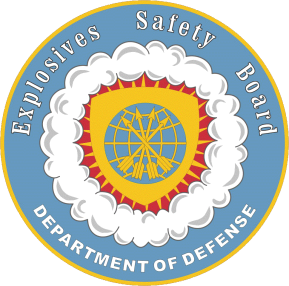 Explosives Safety Board
DEPARTMENT OF DEFENSE